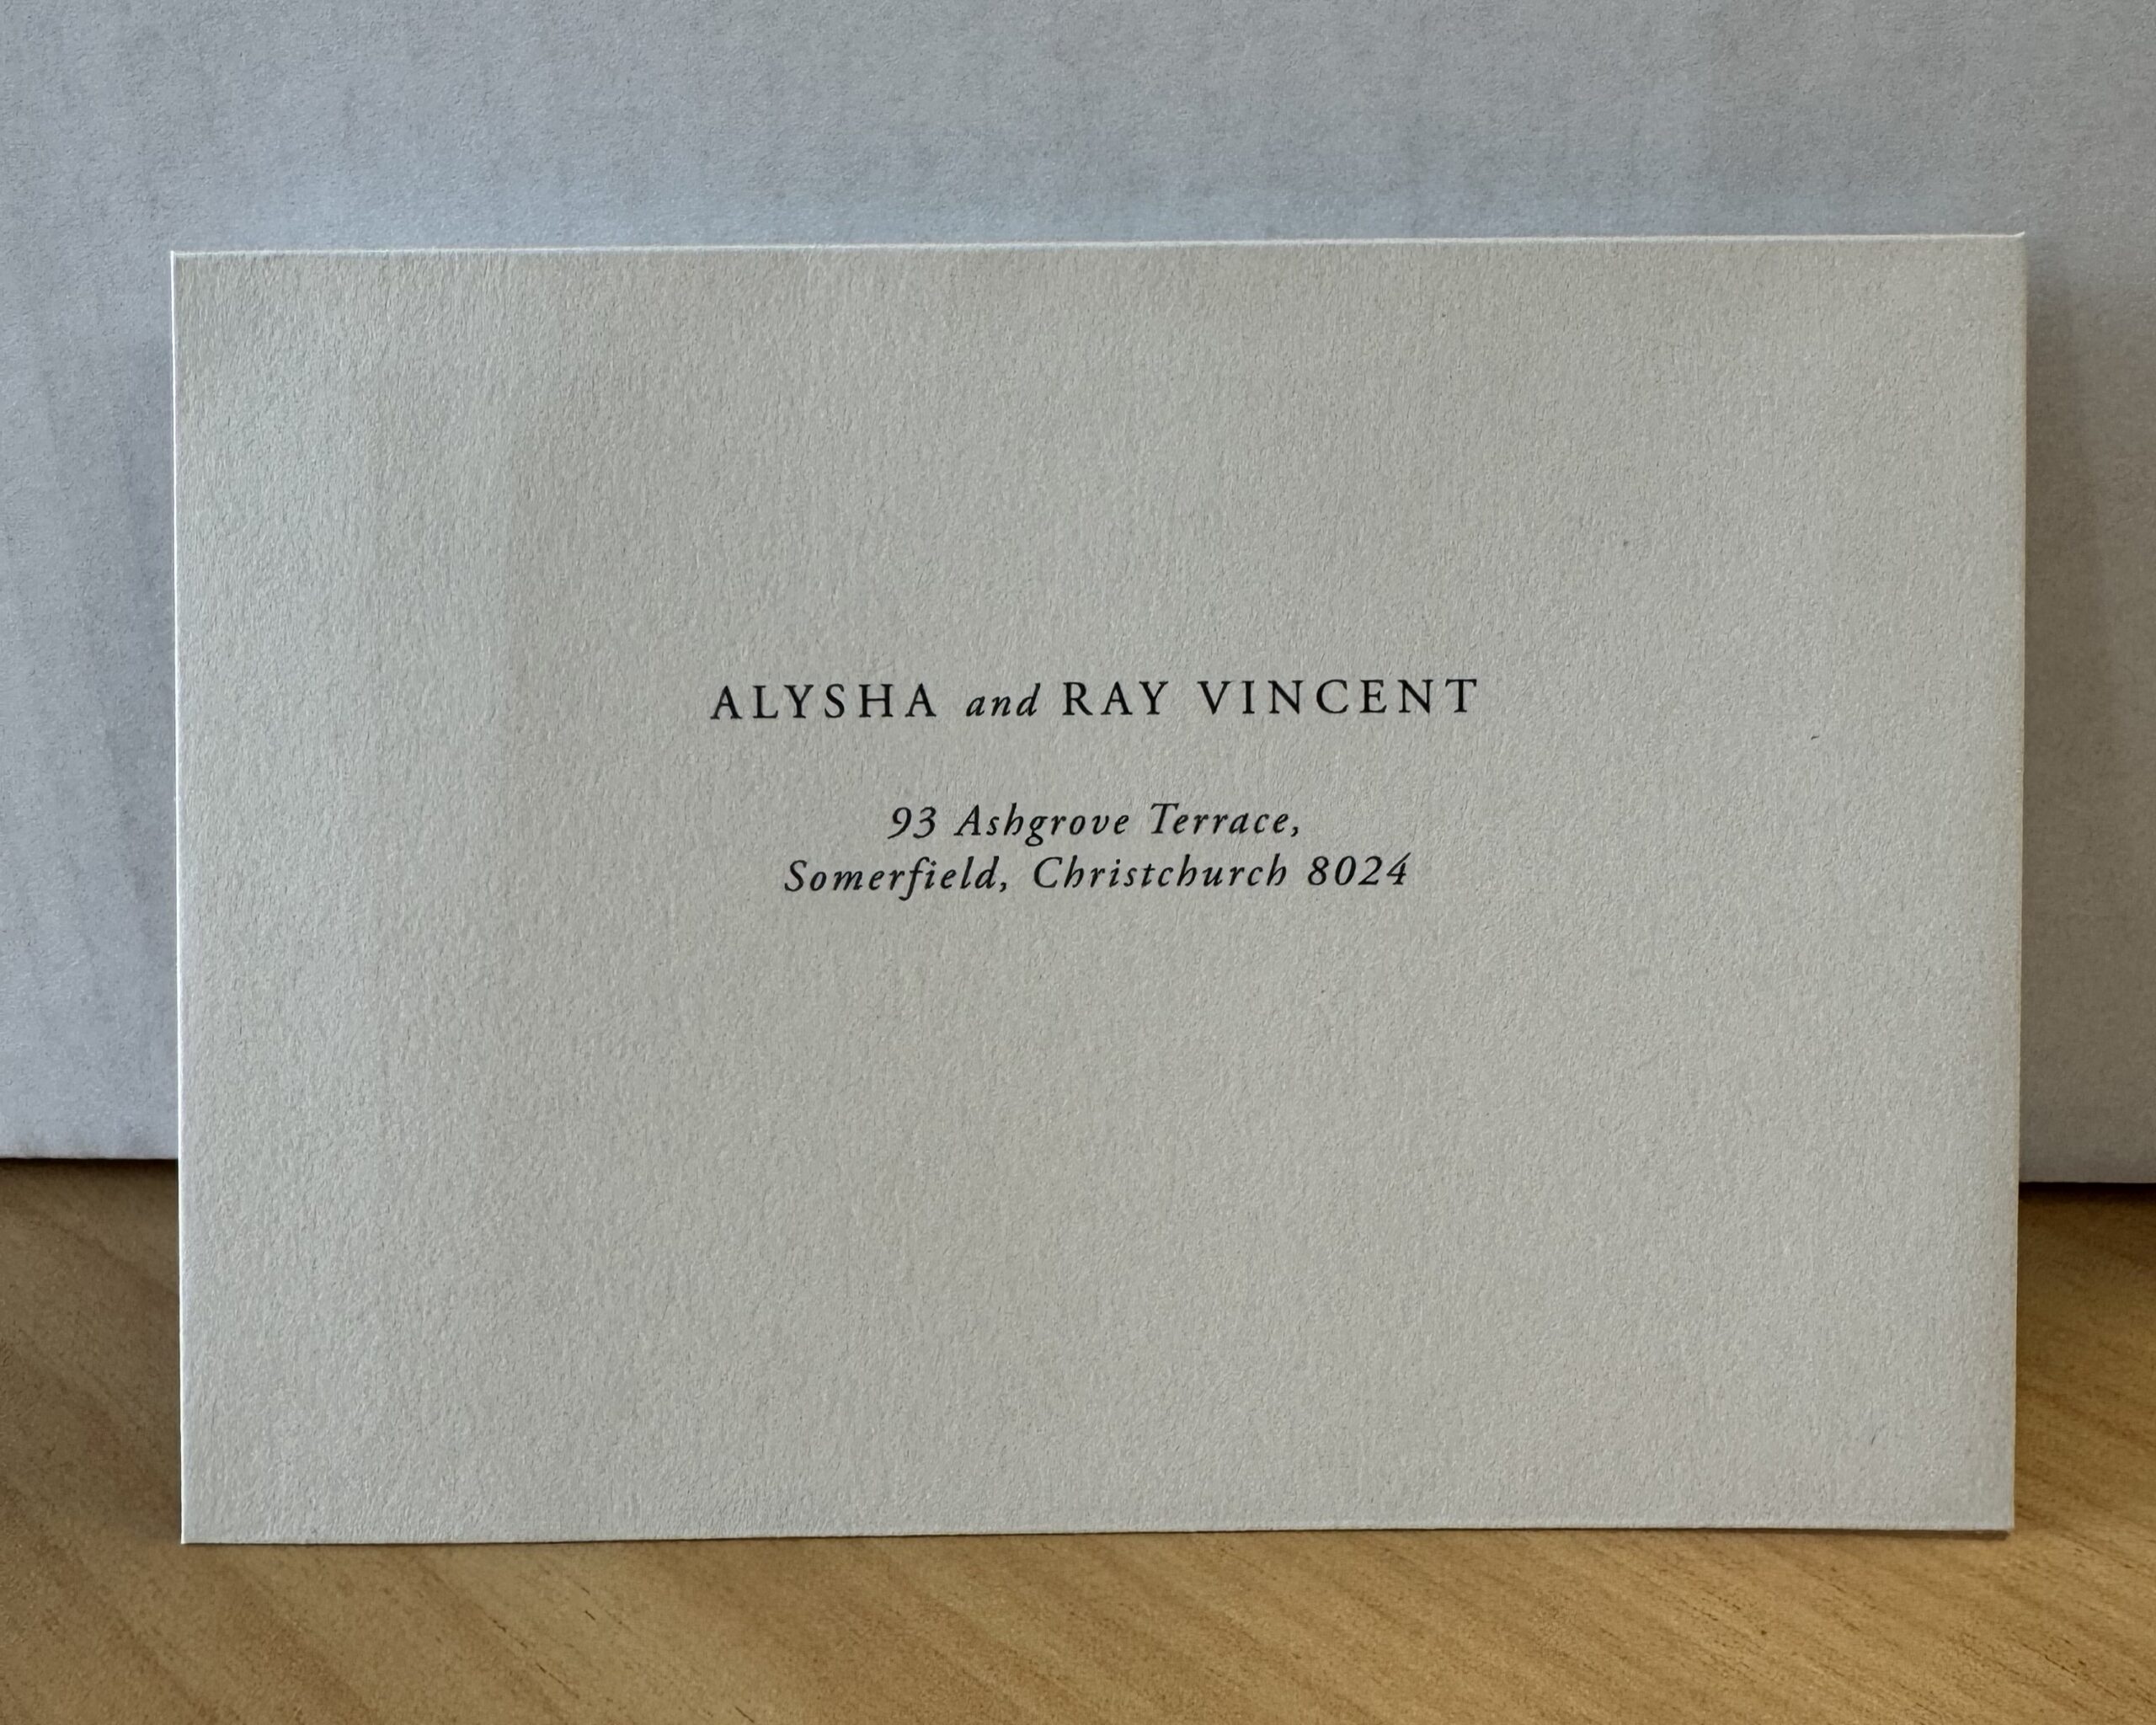 ALYSHA and RAY VINCENT
93 Ashgrove Terrace,
Somerfield, Christchurch 8024